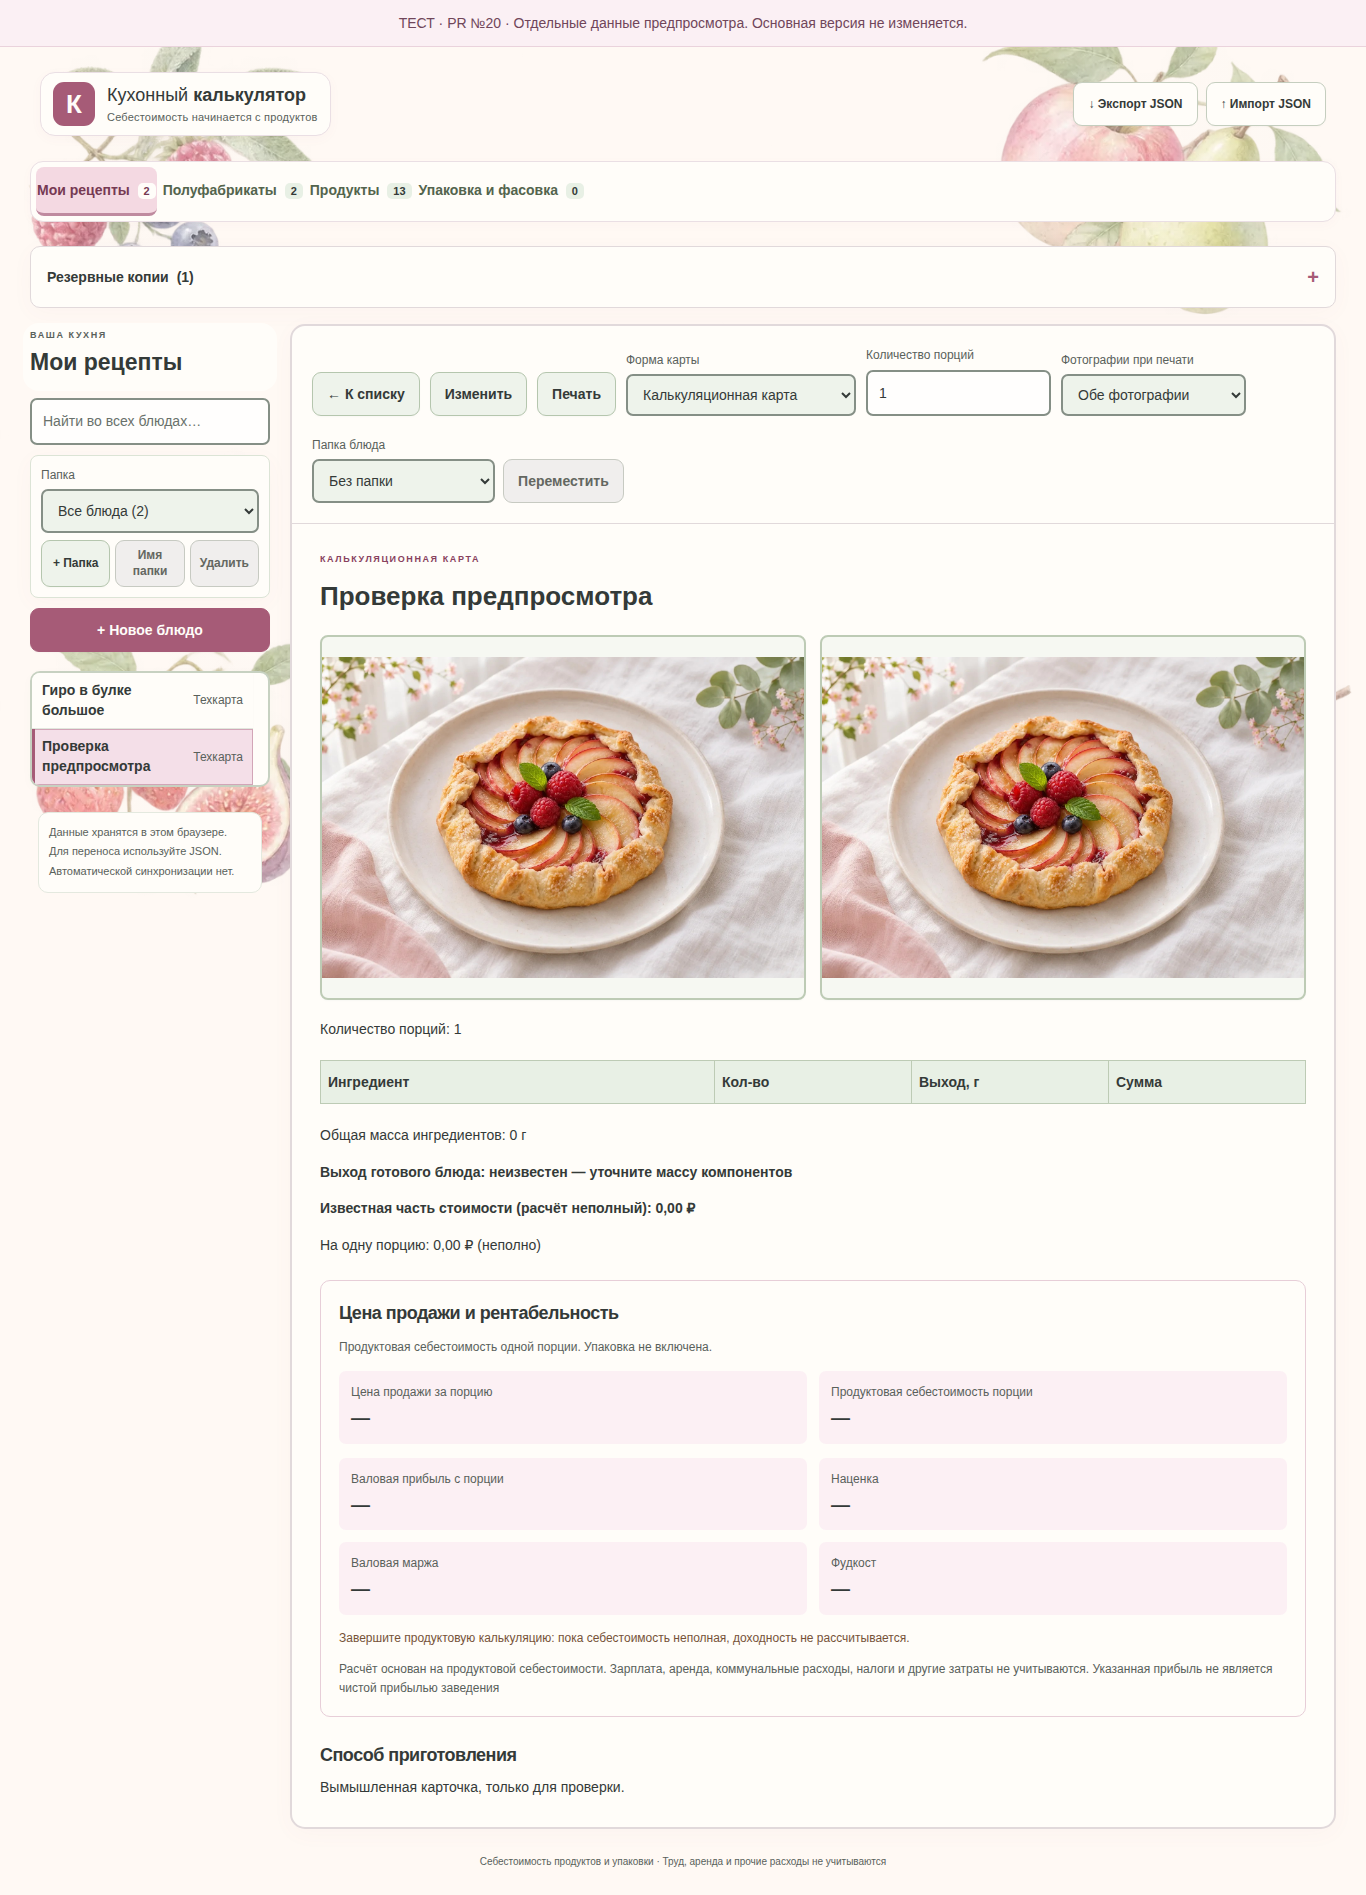 ТЕСТ · PR №20 · Отдельные данные предпросмотра. Основная версия не изменяется.
К
Кухонный калькулятор
Себестоимость начинается с продуктов
↓ Экспорт JSON
↑ Импорт JSON
Мои рецепты 2 Полуфабрикаты 2 Продукты 13 Упаковка и фасовка 0
Резервные копии (1) +
ВАША КУХНЯ
Мои рецепты
Найти во всех блюдах…
Папка
Все блюда (2)
+ Папка
Имя папки
Удалить
+ Новое блюдо
Гиро в булке большое
Техкарта
Проверка предпросмотра
Техкарта
Данные хранятся в этом браузере.
Для переноса используйте JSON.
Автоматической синхронизации нет.
← К списку
Изменить
Печать
Форма карты
Калькуляционная карта
Количество порций
1
Фотографии при печати
Обе фотографии
Папка блюда
Без папки
Переместить
КАЛЬКУЛЯЦИОННАЯ КАРТА
Проверка предпросмотра
Количество порций: 1
Ингредиент Кол-во Выход, г Сумма
Общая масса ингредиентов: 0 г
Выход готового блюда: неизвестен — уточните массу компонентов
Известная часть стоимости (расчёт неполный): 0,00 ₽
На одну порцию: 0,00 ₽ (неполно)
Цена продажи и рентабельность
Продуктовая себестоимость одной порции. Упаковка не включена.
Цена продажи за порцию
—
Продуктовая себестоимость порции
—
Валовая прибыль с порции
—
Наценка
—
Валовая маржа
—
Фудкост
—
Завершите продуктовую калькуляцию: пока себестоимость неполная, доходность не рассчитывается.
Расчёт основан на продуктовой себестоимости. Зарплата, аренда, коммунальные расходы, налоги и другие затраты не учитываются. Указанная прибыль не является
чистой прибылью заведения
Способ приготовления
Вымышленная карточка, только для проверки.
Себестоимость продуктов и упаковки · Труд, аренда и прочие расходы не учитываются